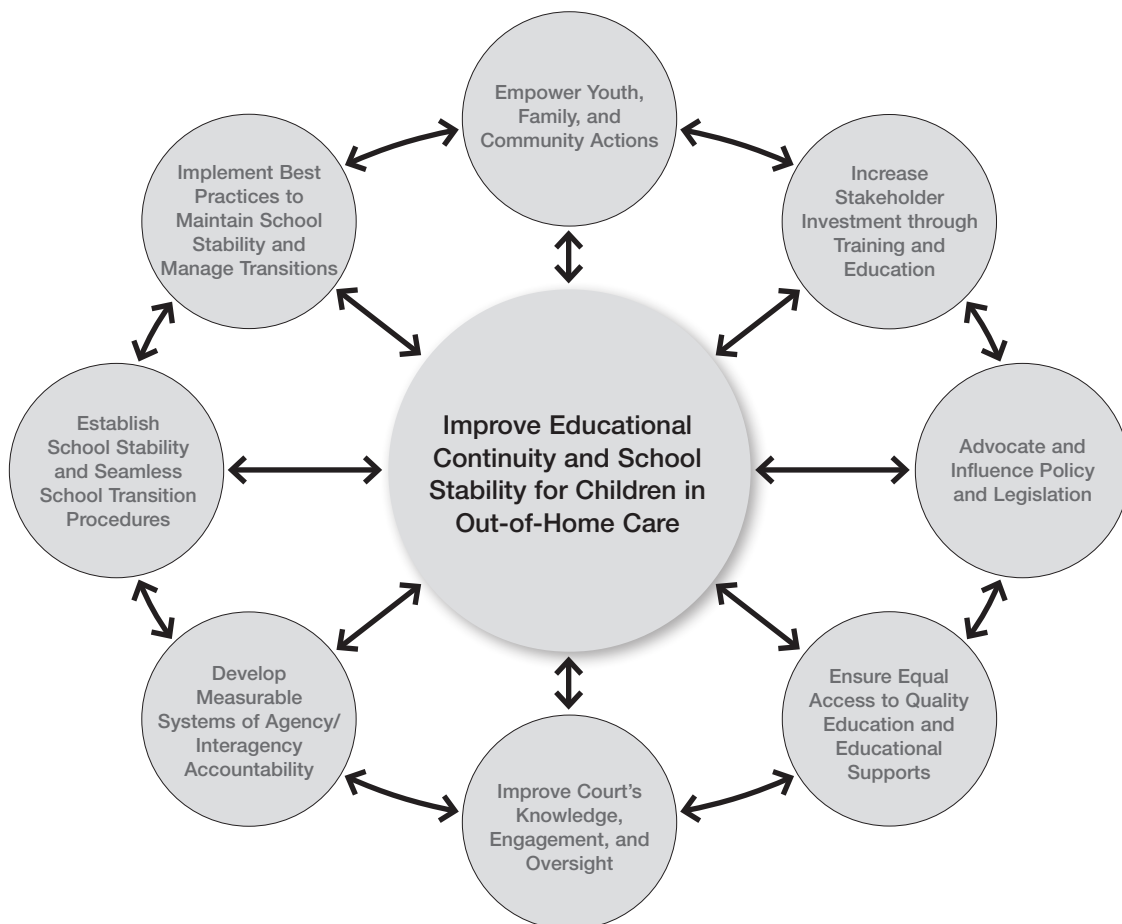 Empower Youth,
Family, and
Community Actions
Implement Best
Practices to
Maintain School
Stability and
Manage Transitions
Increase
Stakeholder
Investment through
Training and
Education
Establish
School Stability
and Seamless
School Transition
Procedures
Improve Educational
Continuity and School
Stability for Children in
Out-of-Home Care
Advocate and
Influence Policy
and Legislation
Develop
Measurable
Systems of Agency/
Interagency
Accountability
Improve Court’s
Knowledge,
Engagement, and
Oversight
Ensure Equal
Access to Quality
Education and
Educational
Supports